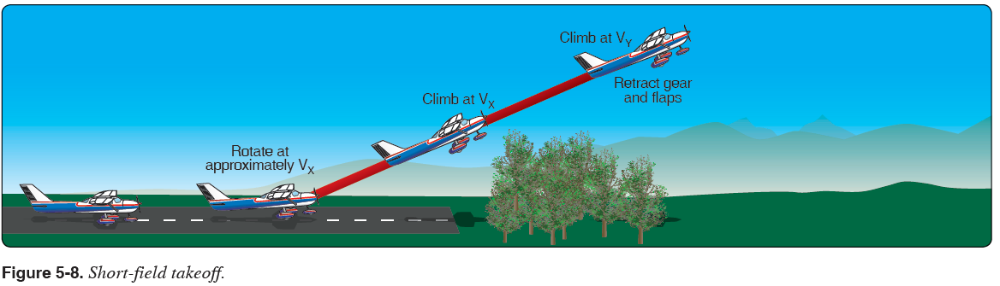 Climb at VY
Retract gear
and flaps
Climb at VX
Rotate at
approximately VX
Figure 5-8. Short-field takeoff.